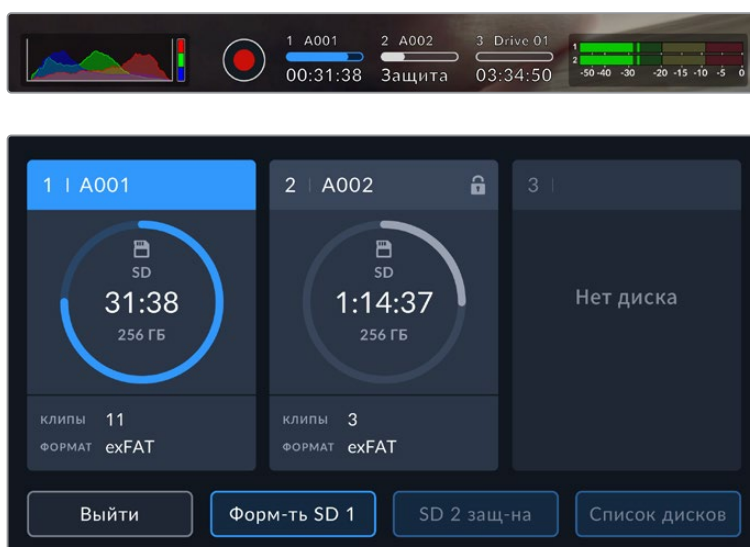 1 A001 2 A002 3 Drive 01
00:31:38 Защита 03:34:50
1
2
-50 -40 -30 -20 -15 -10 -5 0
1 | A001
SD
31:38
256 ГБ
КЛИПЫ 11
ФОРМАТ exFAT
2 | A002
SD
1:14:37
256 ГБ
КЛИПЫ 3
ФОРМАТ exFAT
3 |
Нет диска
Выйти Форм-ть SD 1 SD 2 защ-на Список дисков